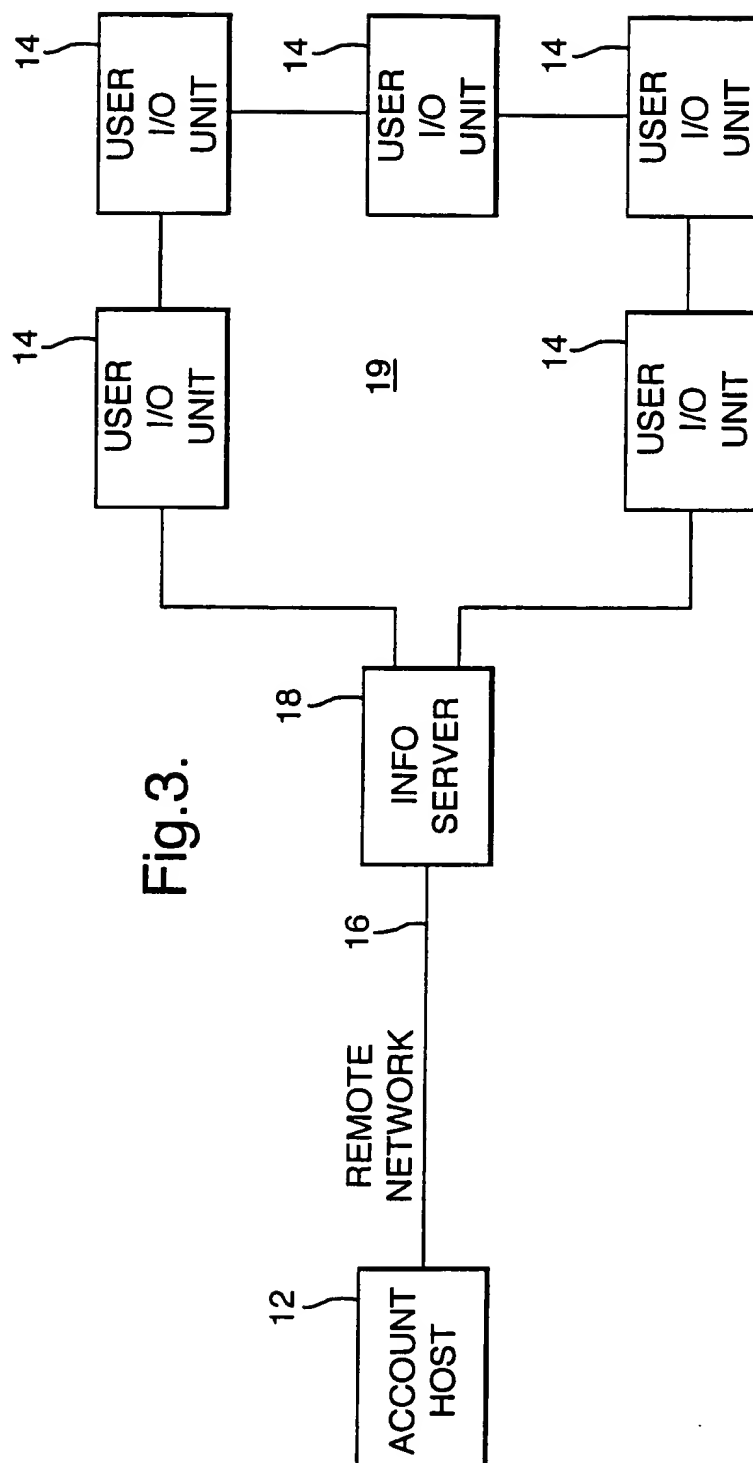 Fig.3.
ACCOUNT
HOST
12
REMOTE
NETWORK
16
INFO
SERVER
18
19
USER
I/O
UNIT
14
USER
I/O
UNIT
14
USER
I/O
UNIT
14
USER
I/O
UNIT
14
USER
I/O
UNIT
14